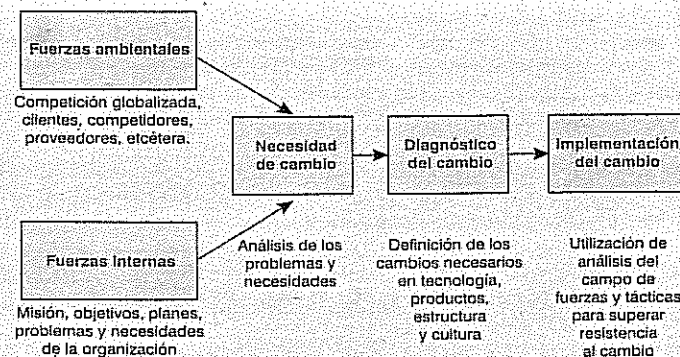 Fuerzas ambientales
Competición globalizada,
clientes, competidores,
proveedores, etcétera.
Necesidad
de cambio
Análisis de los
problemas y
necesidades
Diagnóstico
del cambio
Definición de los
cambios necesarios
en tecnología,
productos,
estructura
y cultura
Implementación
del cambio
Utilización de
análisis del
campo de
fuerzas y tácticas
para superar
resistencia
al cambio
Fuerzas Internas
Misión, objetivos, planes,
problemas y necesidades
de la organización